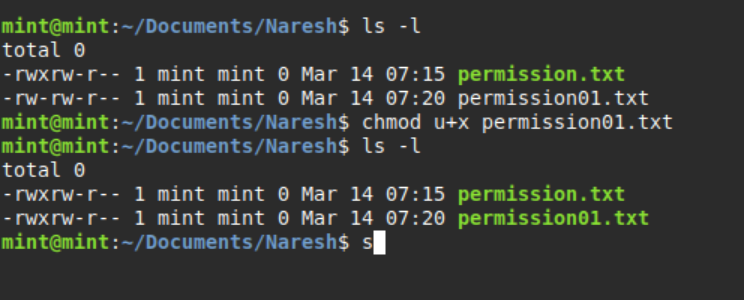 mint@mint:~/Documents/Naresh$ ls -l
total 0
-rwxrw-r-- 1 mint mint 0 Mar 14 07:15 permission.txt
-rw-rw-r-- 1 mint mint 0 Mar 14 07:20 permission01.txt
mint@mint:~/Documents/Naresh$ chmod u+x permission01.txt
mint@mint:~/Documents/Naresh$ ls -l
total 0
-rwxrw-r-- 1 mint mint 0 Mar 14 07:15 permission.txt
-rwxrw-r-- 1 mint mint 0 Mar 14 07:20 permission01.txt
mint@mint:~/Documents/Naresh$ s